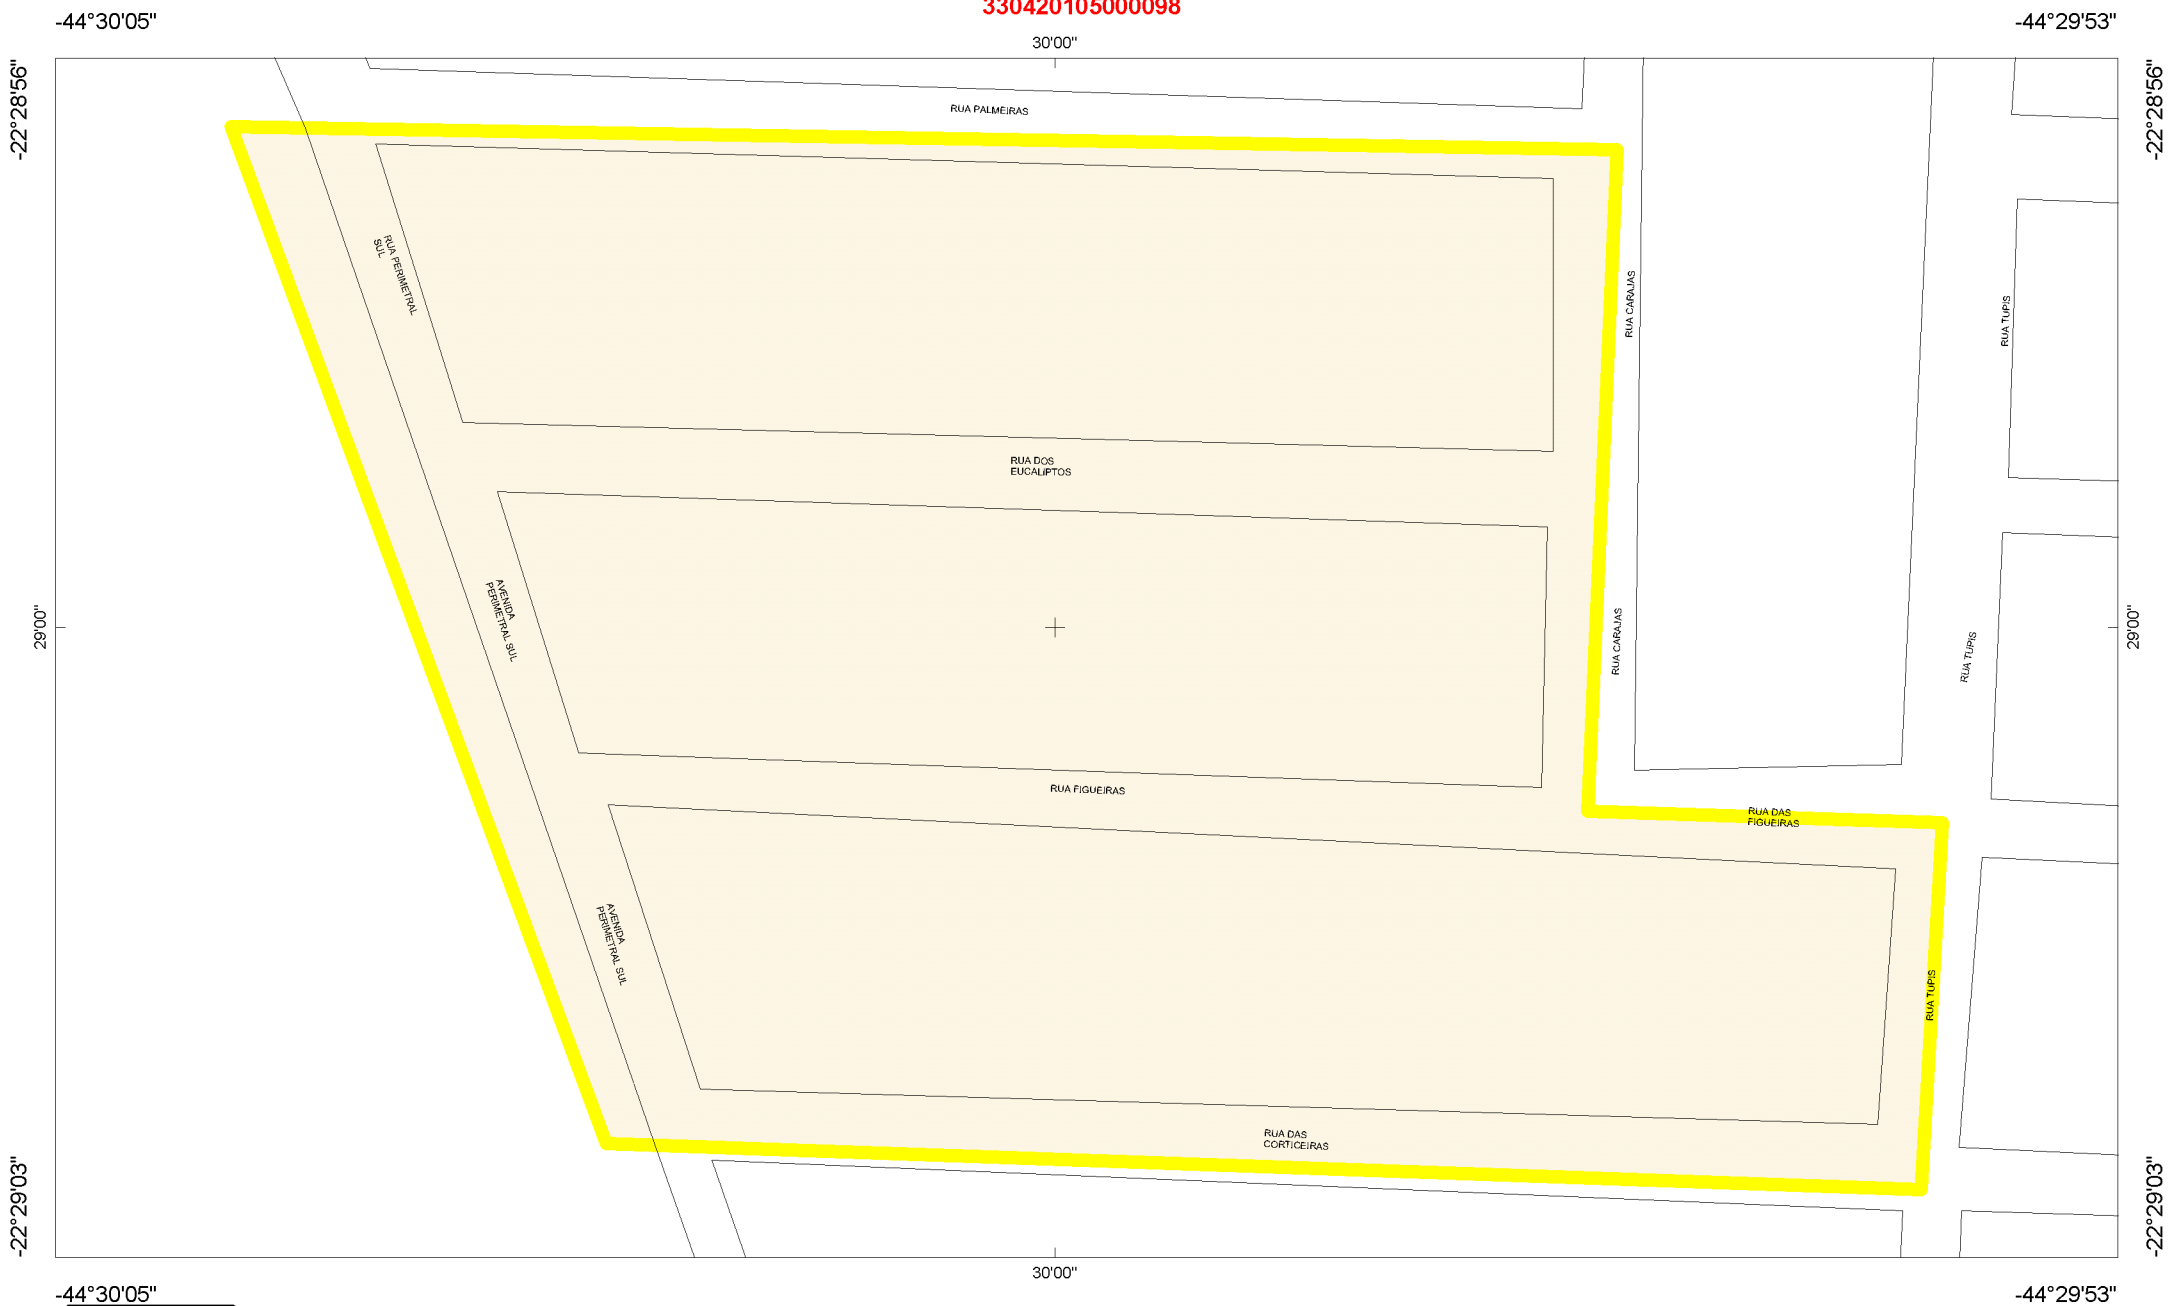 330420105000098
-44°30'05"
-44°29'53"
30'00"
-22°28'56"
-22°28'56"
RUA PALMEIRAS
RUA PERIMETRAL
SUL
RUA CARAJAS
RUA TUPIS
RUA DOS
EUCALIPTOS
AVENIDA
PERIMETRAL SUL
29'00"
29'00"
RUA CARAJAS
RUA TUPIS
RUA FIGUEIRAS
RUA DAS
FIGUEIRAS
AVENIDA
PERIMETRAL SUL
RUA TUPIS
RUA DAS
CORTICEIRAS
-22°29'03"
-22°29'03"
30'00"
-44°30'05"
-44°29'53"